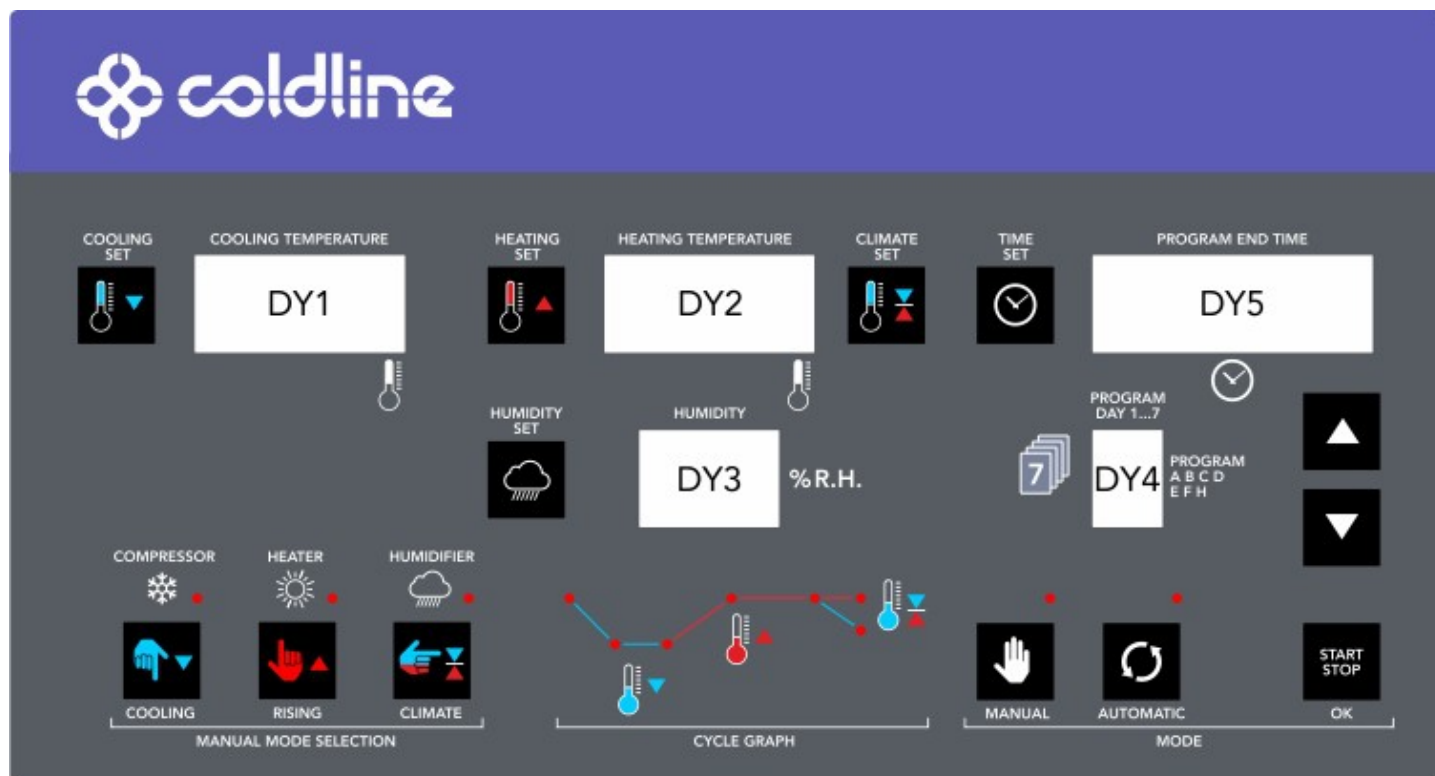 coldline
COOLING
SET
COOLING TEMPERATURE
DY1
HEATING
SET
HEATING TEMPERATURE
DY2
CLIMATE
SET
TIME
SET
PROGRAM END TIME
DY5
HUMIDITY
SET
HUMIDITY
DY3
%R.H.
7
PROGRAM
DAY 1...7
DY4
PROGRAM
A B C D
E F H
COMPRESSOR
HEATER
HUMIDIFIER
COOLING
RISING
CLIMATE
MANUAL MODE SELECTION
CYCLE GRAPH
MANUAL
AUTOMATIC
START
STOP
OK
MODE